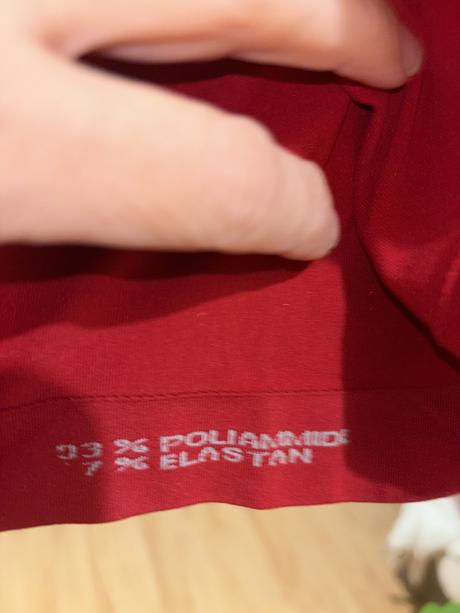 93 % POLIAMMIDE
7 % ELASTAN